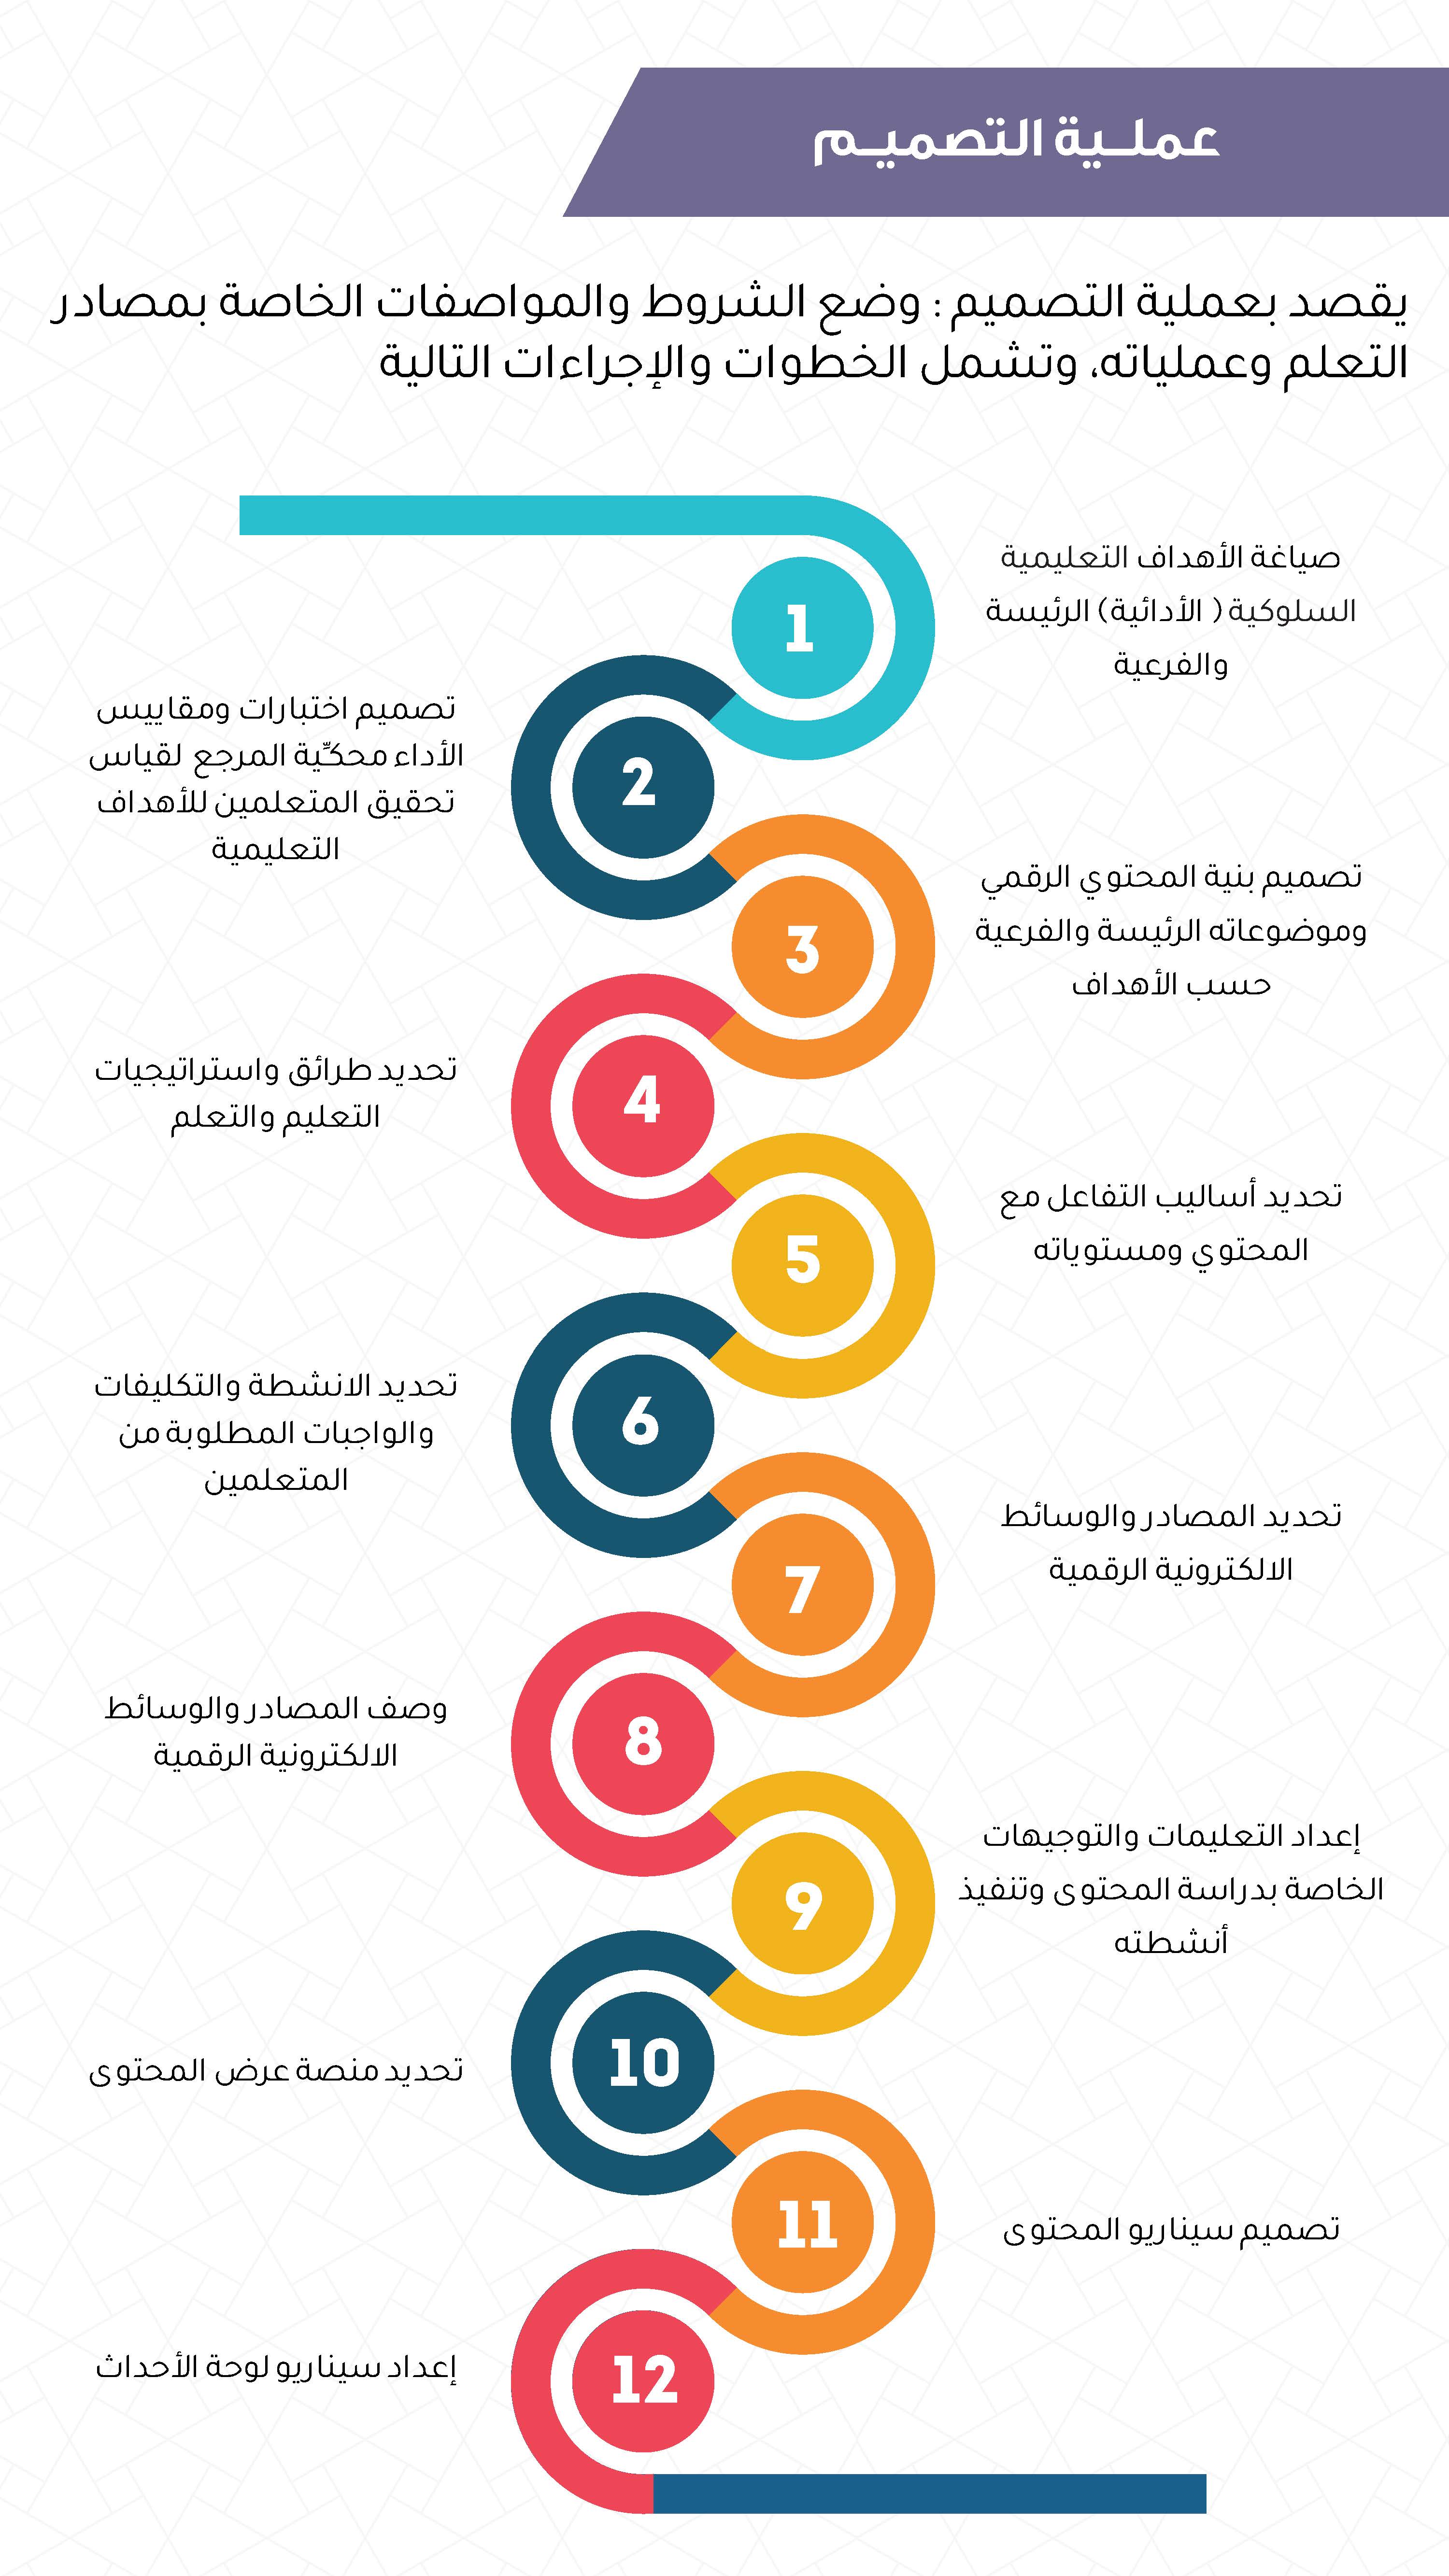 عملية التصميم
يقصد بعملية التصميم : وضع الشروط والمواصفات الخاصة بمصادر
التعلم وعملياته، وتشمل الخطوات والإجراءات التالية
1
صياغة الأهداف التعليمية
السلوكية ( الأدائية) الرئيسة
والفرعية
2
تصميم اختبارات ومقاييس
الأداء محكّية المرجع لقياس
تحقيق المتعلمين للأهداف
التعليمية
3
تصميم بنية المحتوي الرقمي
وموضوعاته الرئيسة والفرعية
حسب الأهداف
4
تحديد طرائق واستراتيجيات
التعليم والتعلم
5
تحديد أساليب التفاعل مع
المحتوي ومستوياته
6
تحديد الانشطة والتكليفات
والواجبات المطلوبة من
المتعلمين
7
تحديد المصادر والوسائط
الالكترونية الرقمية
8
وصف المصادر والوسائط
الالكترونية الرقمية
9
إعداد التعليمات والتوجيهات
الخاصة بدراسة المحتوى وتنفيذ
أنشطته
10
تحديد منصة عرض المحتوى
11
تصميم سيناريو المحتوى
12
إعداد سيناريو لوحة الأحداث